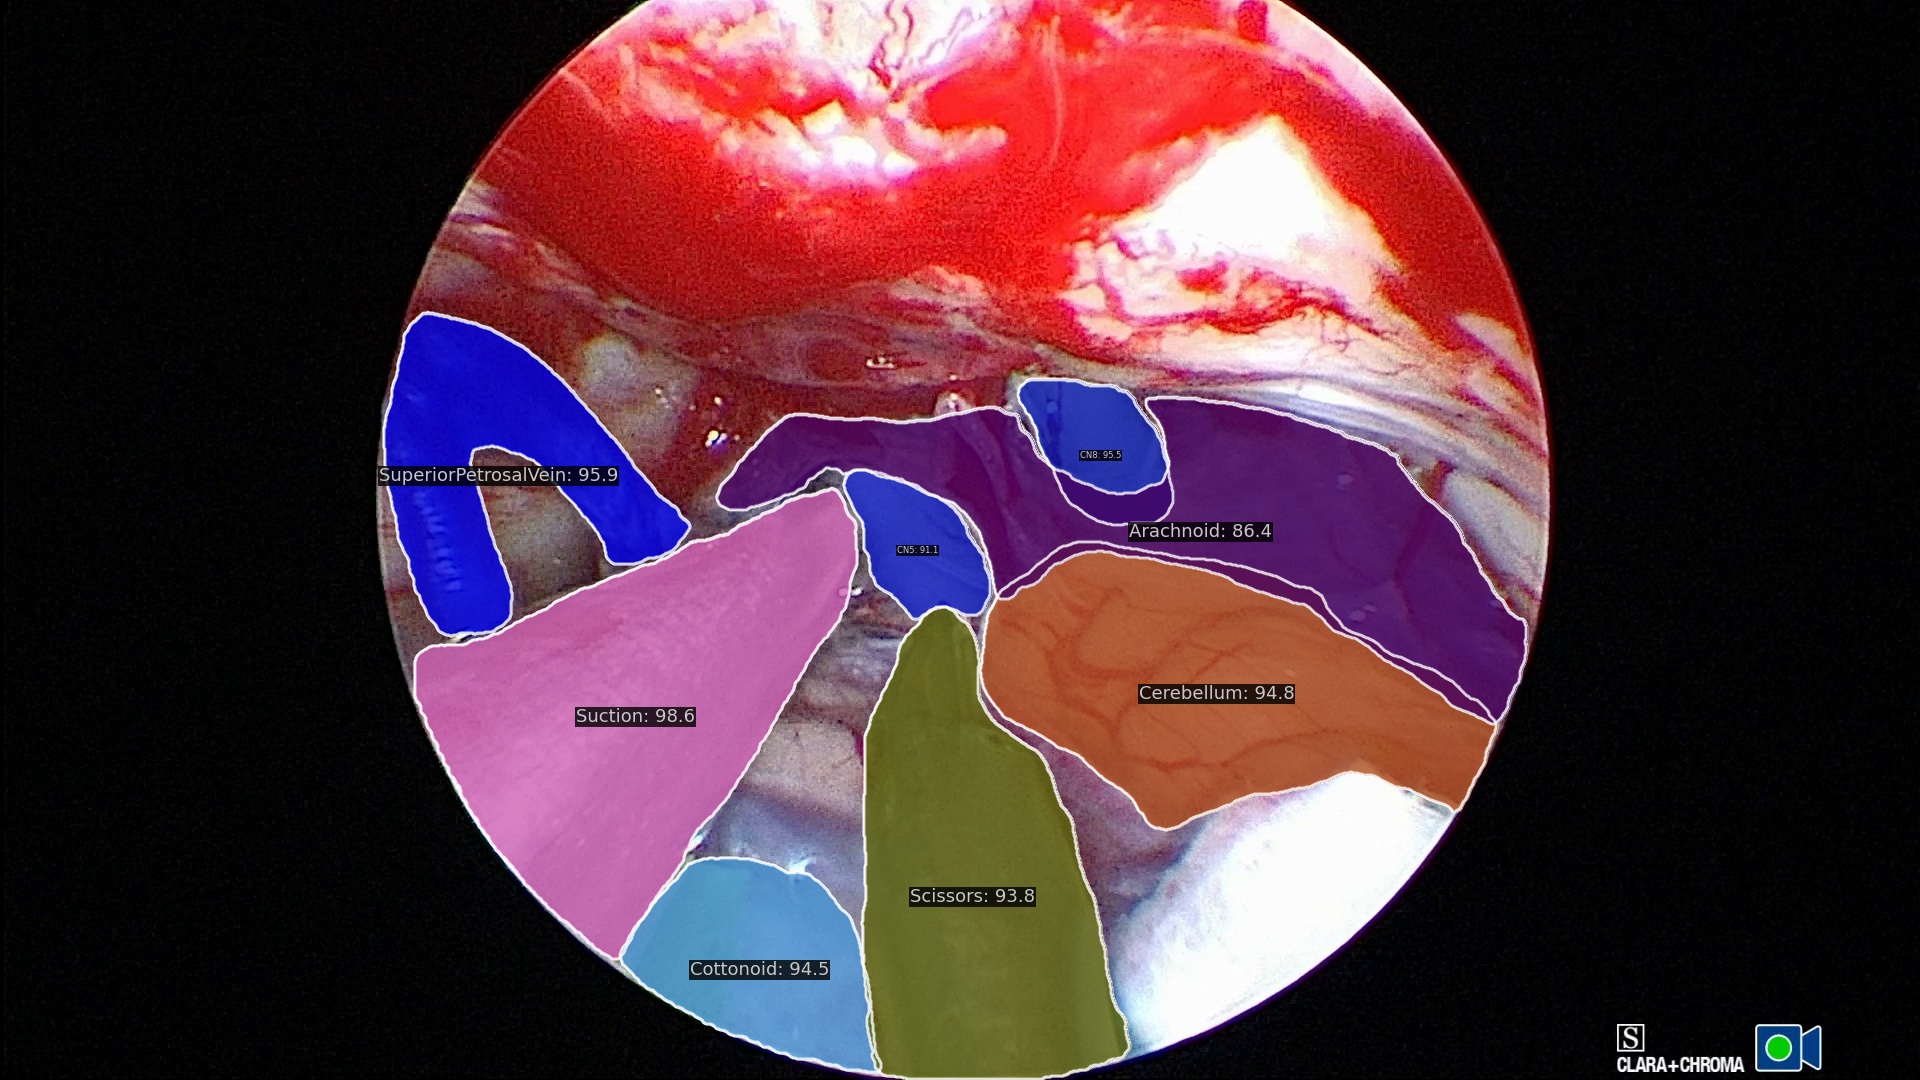 CN8: 95.5
SuperiorPetrosalVein: 95.9
Arachnoid: 86.4
CN5: 91.1
Cerebellum: 94.8
Suction: 98.6
Scissors: 93.8
Cottonoid: 94.5
S
CLARA+CHROMA